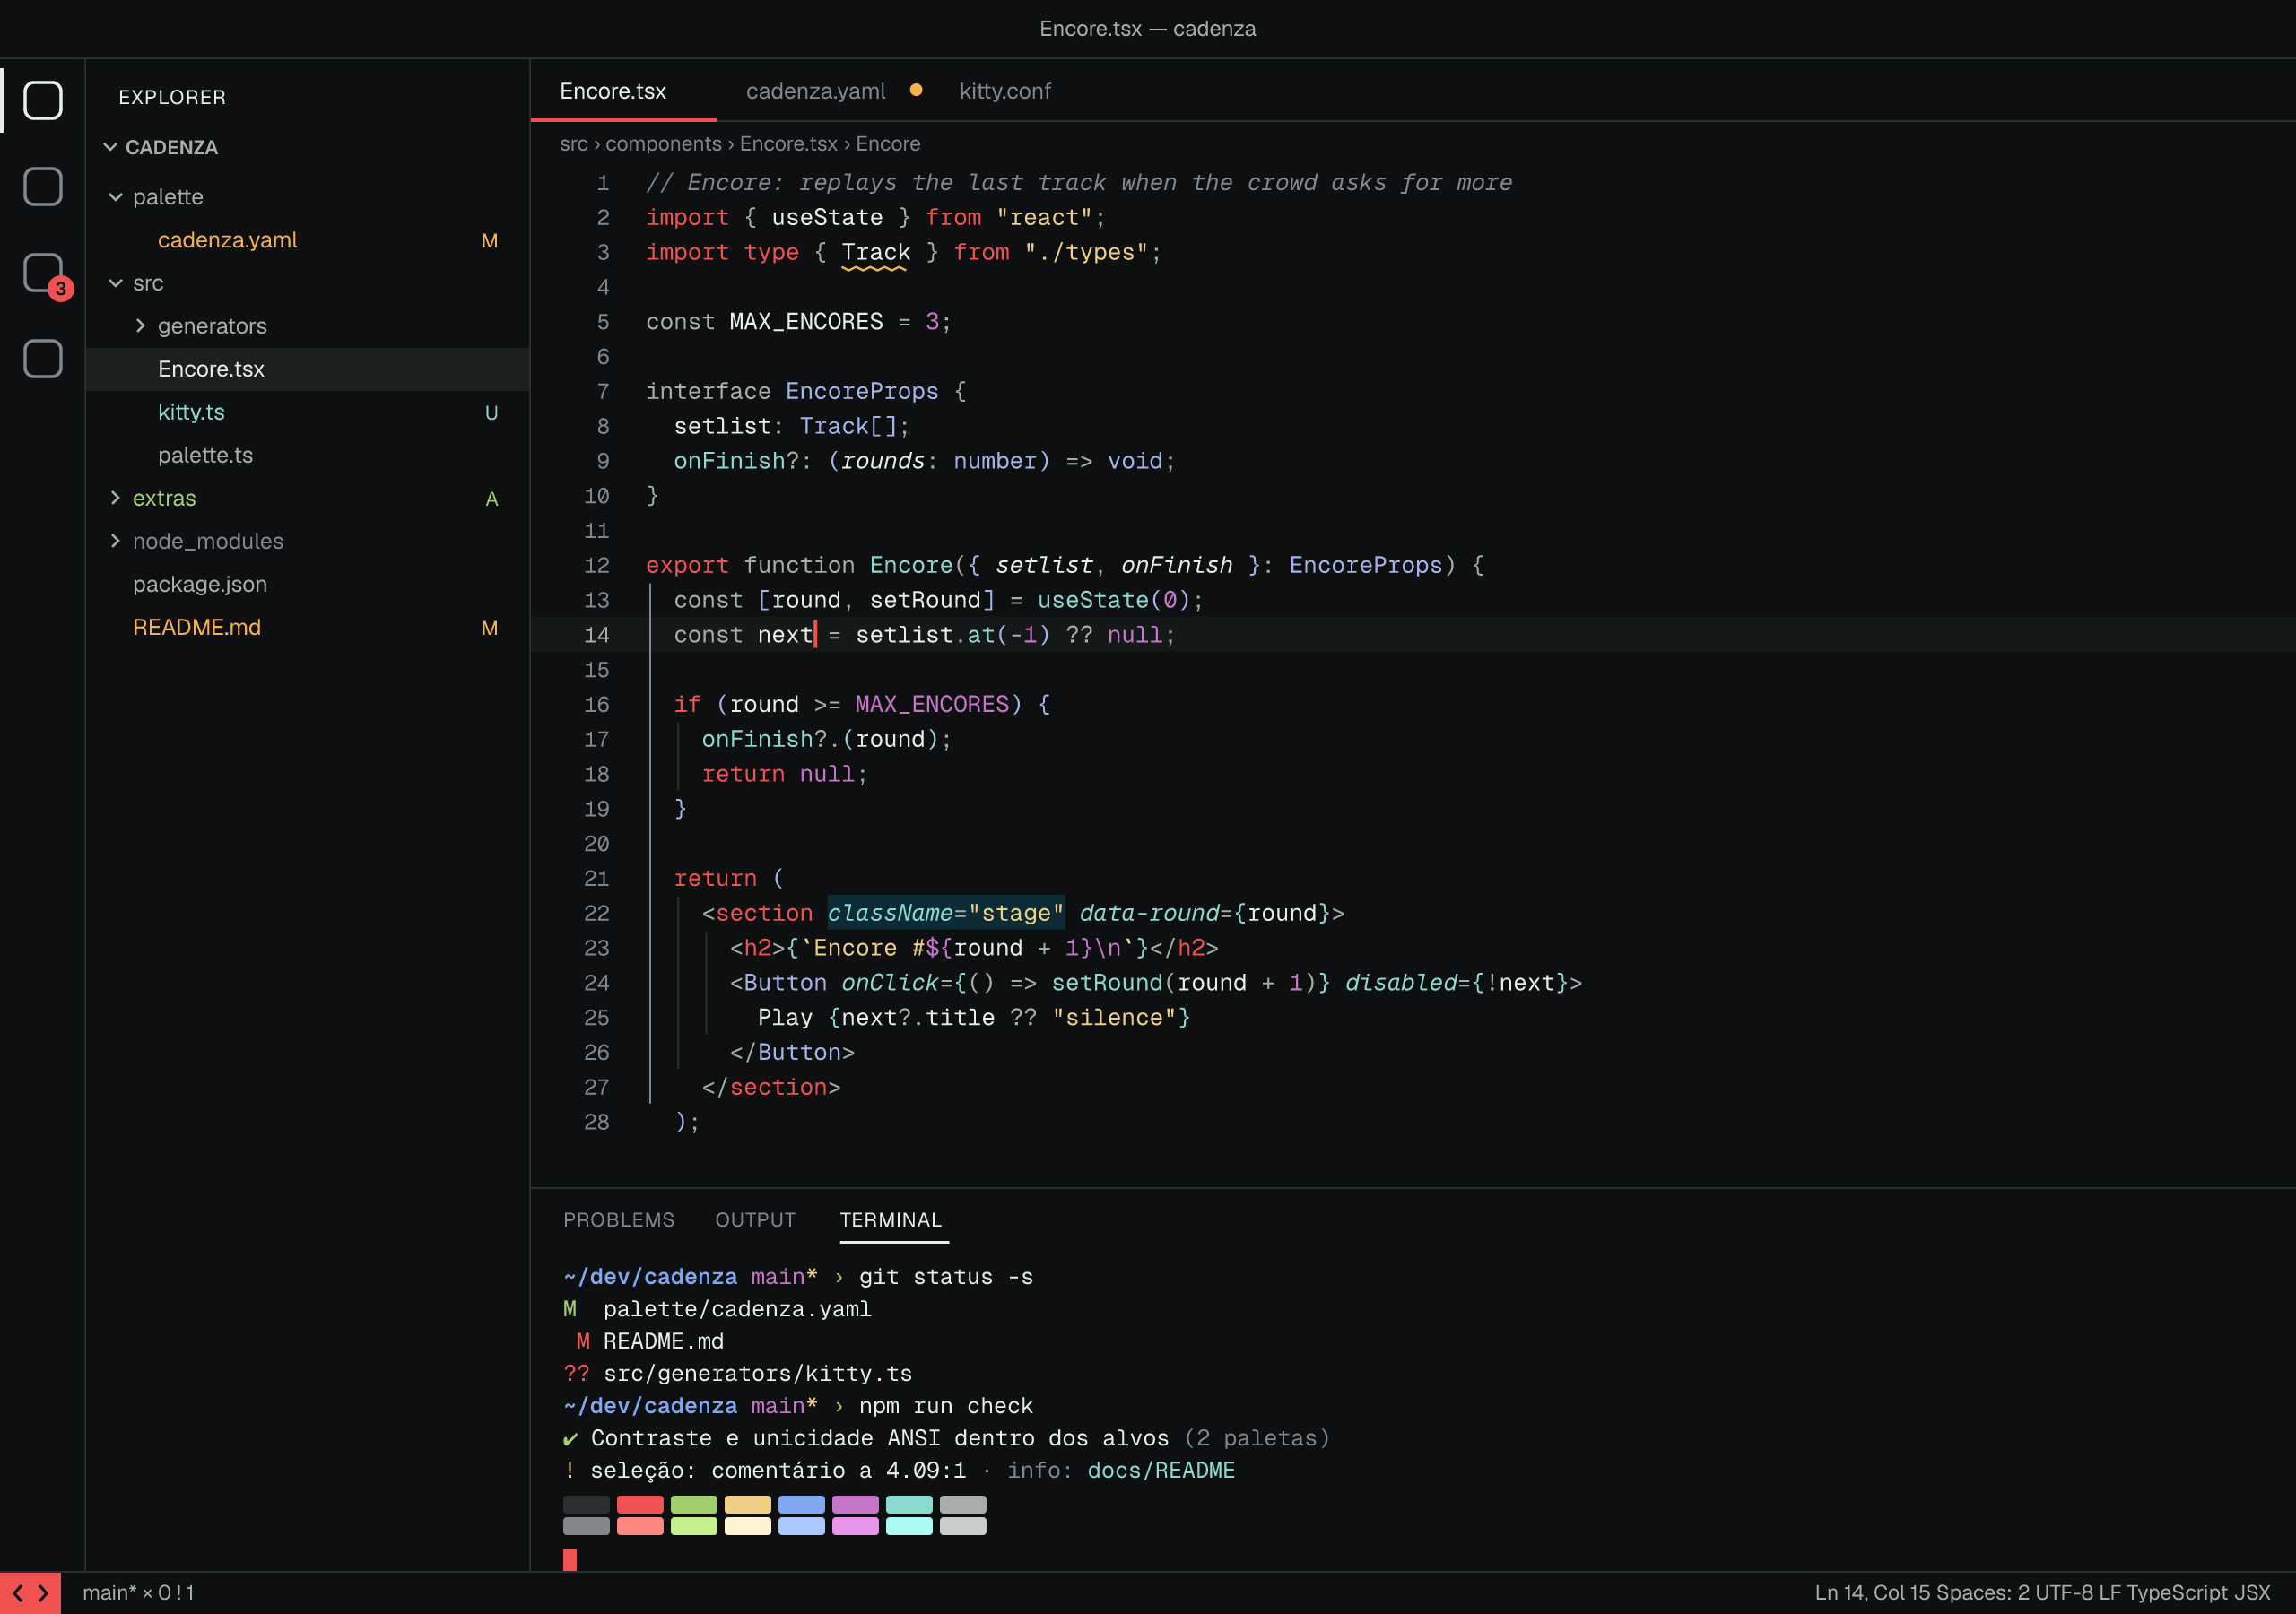 Encore.tsx — cadenza
3
EXPLORER
CADENZA
palette
cadenza.yaml M
src
generators
Encore.tsx
kitty.ts U
palette.ts
extras A
node_modules
package.json
README.md M
Encore.tsx cadenza.yaml kitty.conf
src › components › Encore.tsx › Encore
1 // Encore: replays the last track when the crowd asks for more
2 import { useState } from "react";
3 import type { Track } from "./types";
4
5 const MAX_ENCORES = 3;
6
7 interface EncoreProps {
8   setlist: Track[];
9   onFinish?: (rounds: number) => void;
10 }
11
12 export function Encore({ setlist, onFinish }: EncoreProps) {
13   const [round, setRound] = useState(0);
14   const next = setlist.at(-1) ?? null;
15
16   if (round >= MAX_ENCORES) {
17     onFinish?.(round);
18     return null;
19   }
20
21   return (
22     <section className="stage" data-round={round}>
23       <h2>{`Encore #${round + 1}\n`}</h2>
24       <Button onClick={() => setRound(round + 1)} disabled={!next}>
25         Play {next?.title ?? "silence"}
26       </Button>
27     </section>
28   );
PROBLEMS OUTPUT TERMINAL
~/dev/cadenza main* › git status -s
M  palette/cadenza.yaml
 M README.md
?? src/generators/kitty.ts
~/dev/cadenza main* › npm run check
✔ Contraste e unicidade ANSI dentro dos alvos (2 paletas)
! seleção: comentário a 4.09:1 · info: docs/README
main* × 0 ! 1
Ln 14, Col 15 Spaces: 2 UTF-8 LF TypeScript JSX